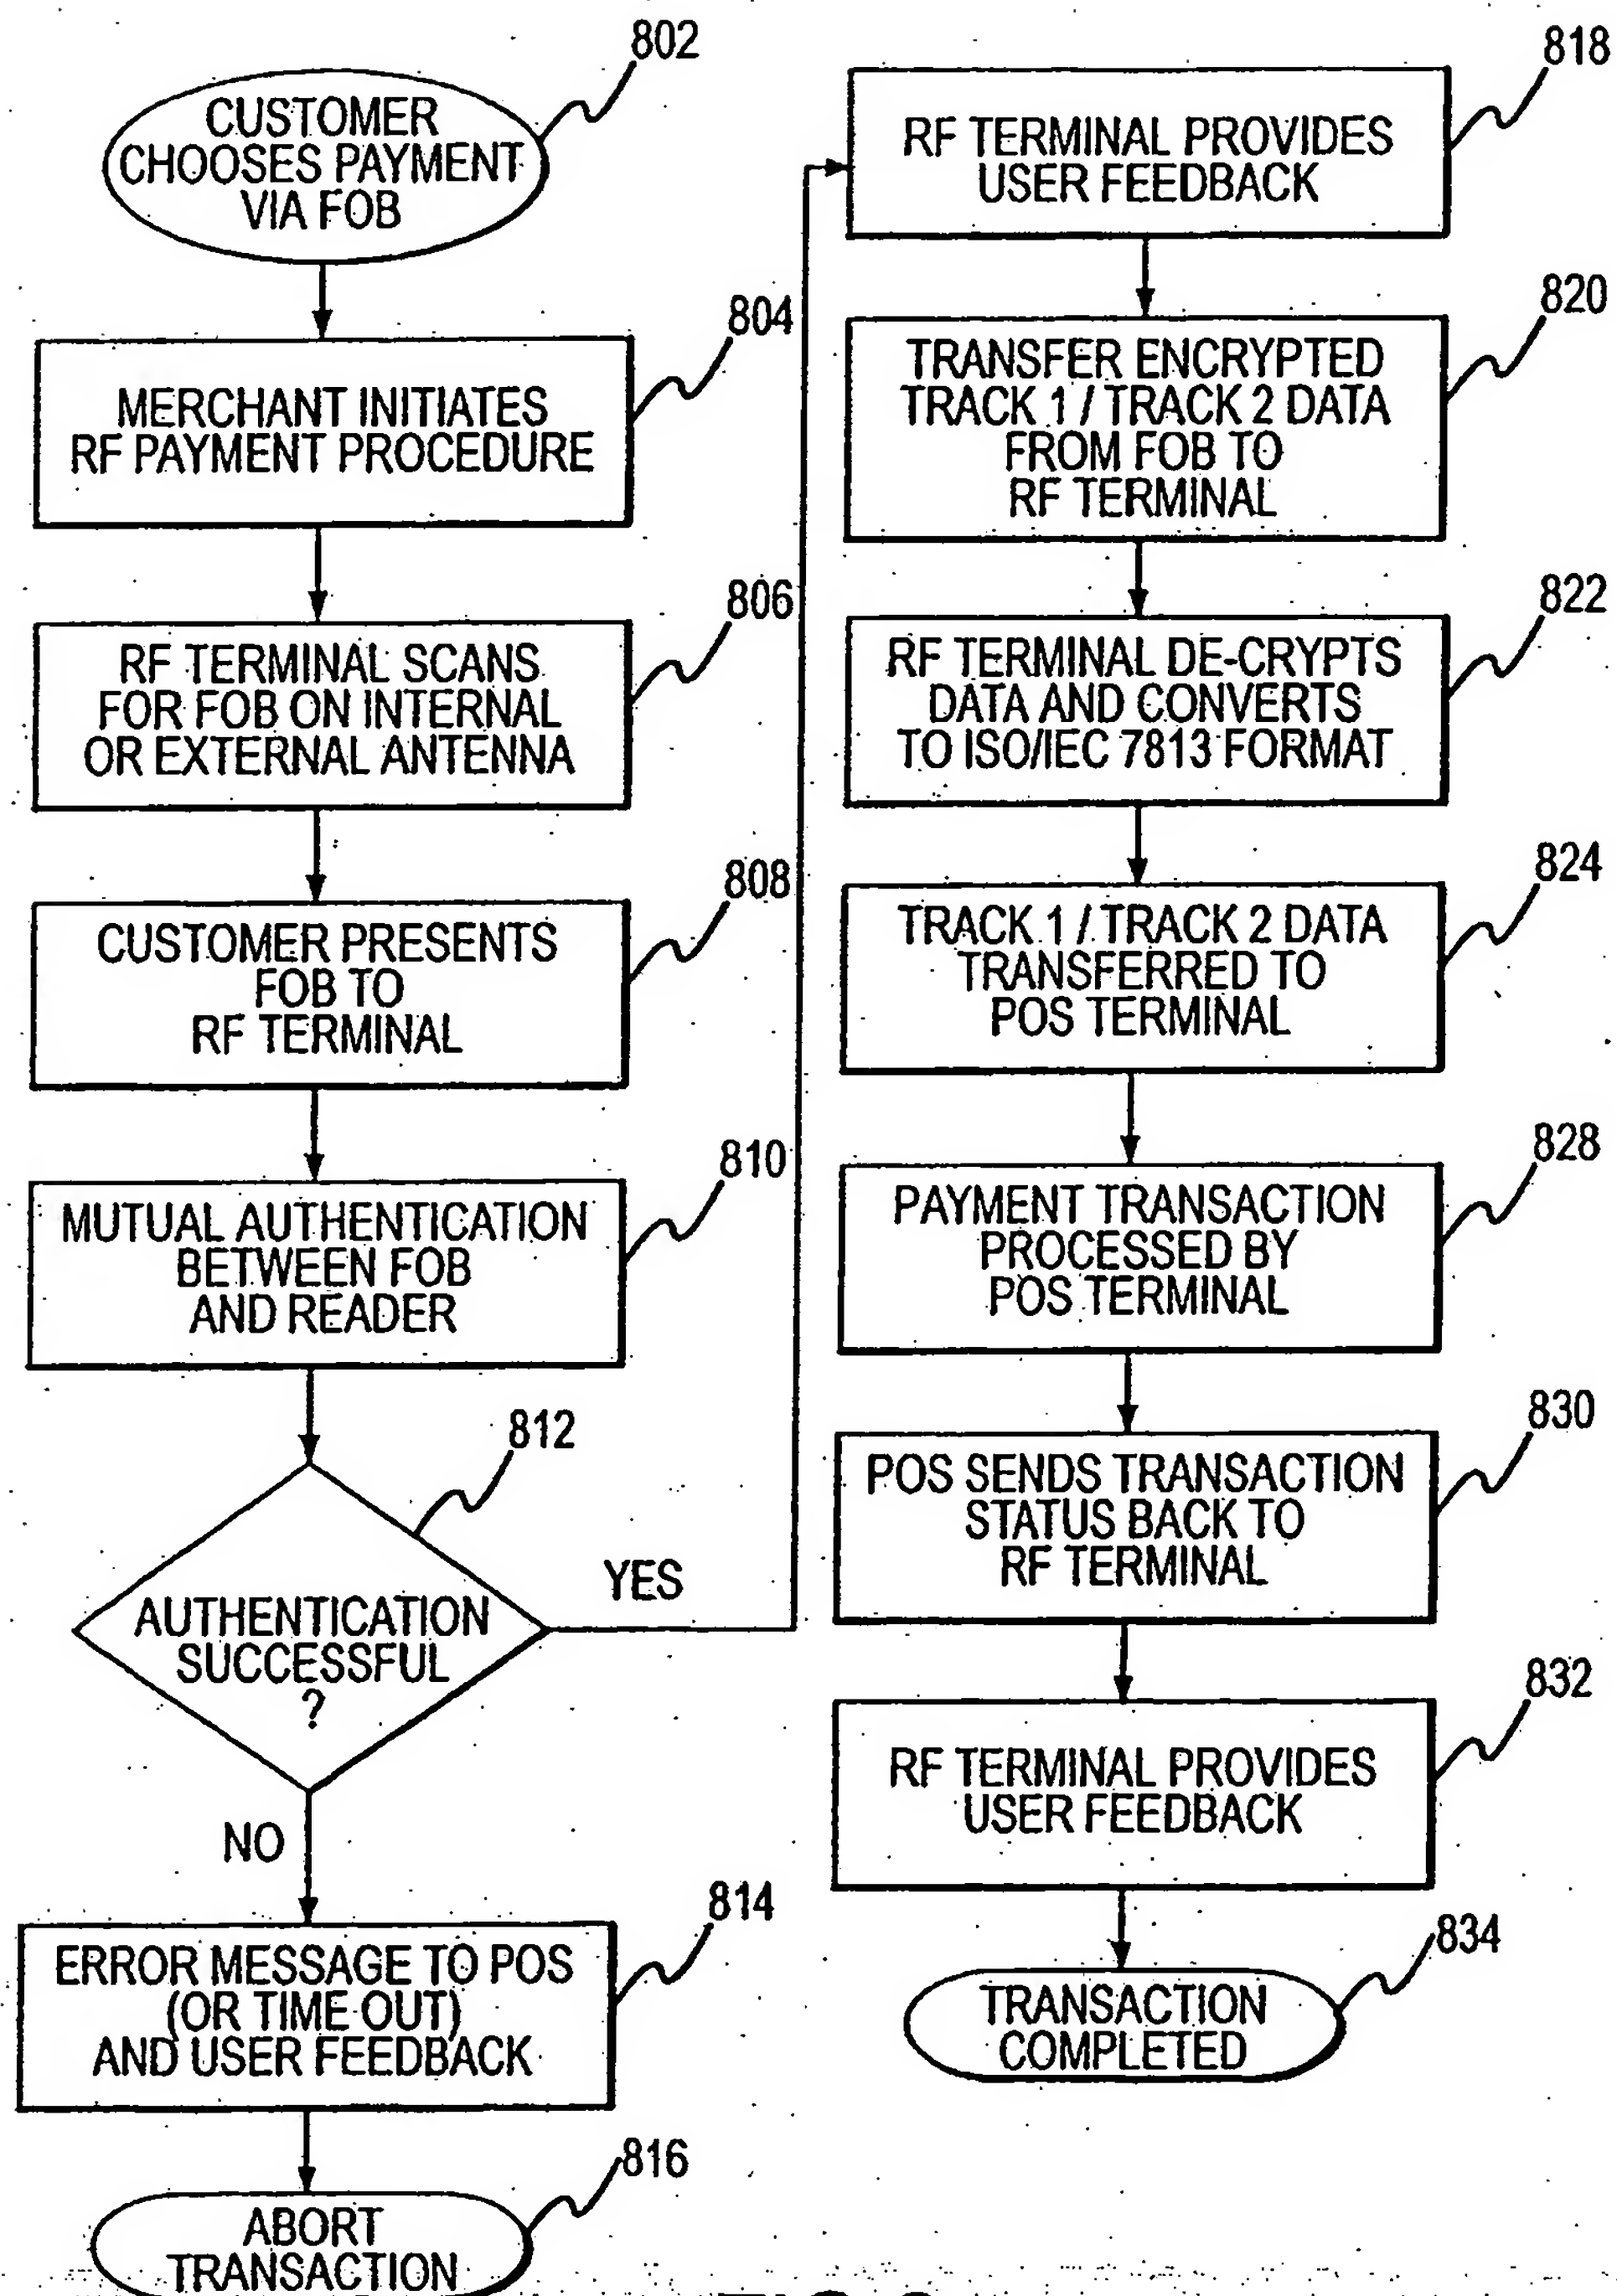 802
CUSTOMER
CHOOSES PAYMENT
VIA FOB
804
MERCHANT INITIATES
RF PAYMENT PROCEDURE
806
RF TERMINAL SCANS
FOR FOB ON INTERNAL
OR EXTERNAL ANTENNA
808
CUSTOMER PRESENTS
FOB TO
RF TERMINAL
810
MUTUAL AUTHENTICATION
BETWEEN FOB
AND READER
812
AUTHENTICATION
SUCCESSFUL
?
YES
NO
814
ERROR MESSAGE TO POS
(OR TIME OUT)
AND USER FEEDBACK
816
ABORT
TRANSACTION
818
RF TERMINAL PROVIDES
USER FEEDBACK
820
TRANSFER ENCRYPTED
TRACK 1 / TRACK 2 DATA
FROM FOB TO
RF TERMINAL
822
RF TERMINAL DE-CRYPTS
DATA AND CONVERTS
TO ISO/IEC 7813 FORMAT
824
TRACK 1 / TRACK 2 DATA
TRANSFERRED TO
POS TERMINAL
828
PAYMENT TRANSACTION
PROCESSED BY
POS TERMINAL
830
POS SENDS TRANSACTION
STATUS BACK TO
RF TERMINAL
832
RF TERMINAL PROVIDES
USER FEEDBACK
834
TRANSACTION
COMPLETED